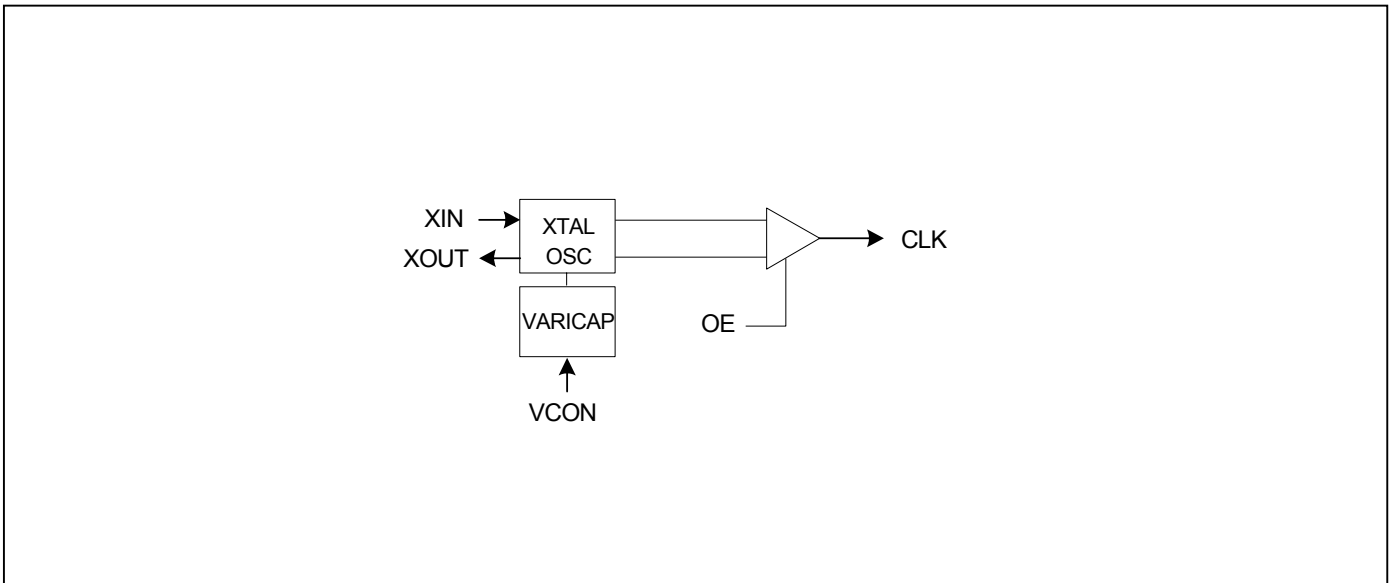 XIN
XTAL
OSC
CLK
XOUT
VARICAP
OE
VCON